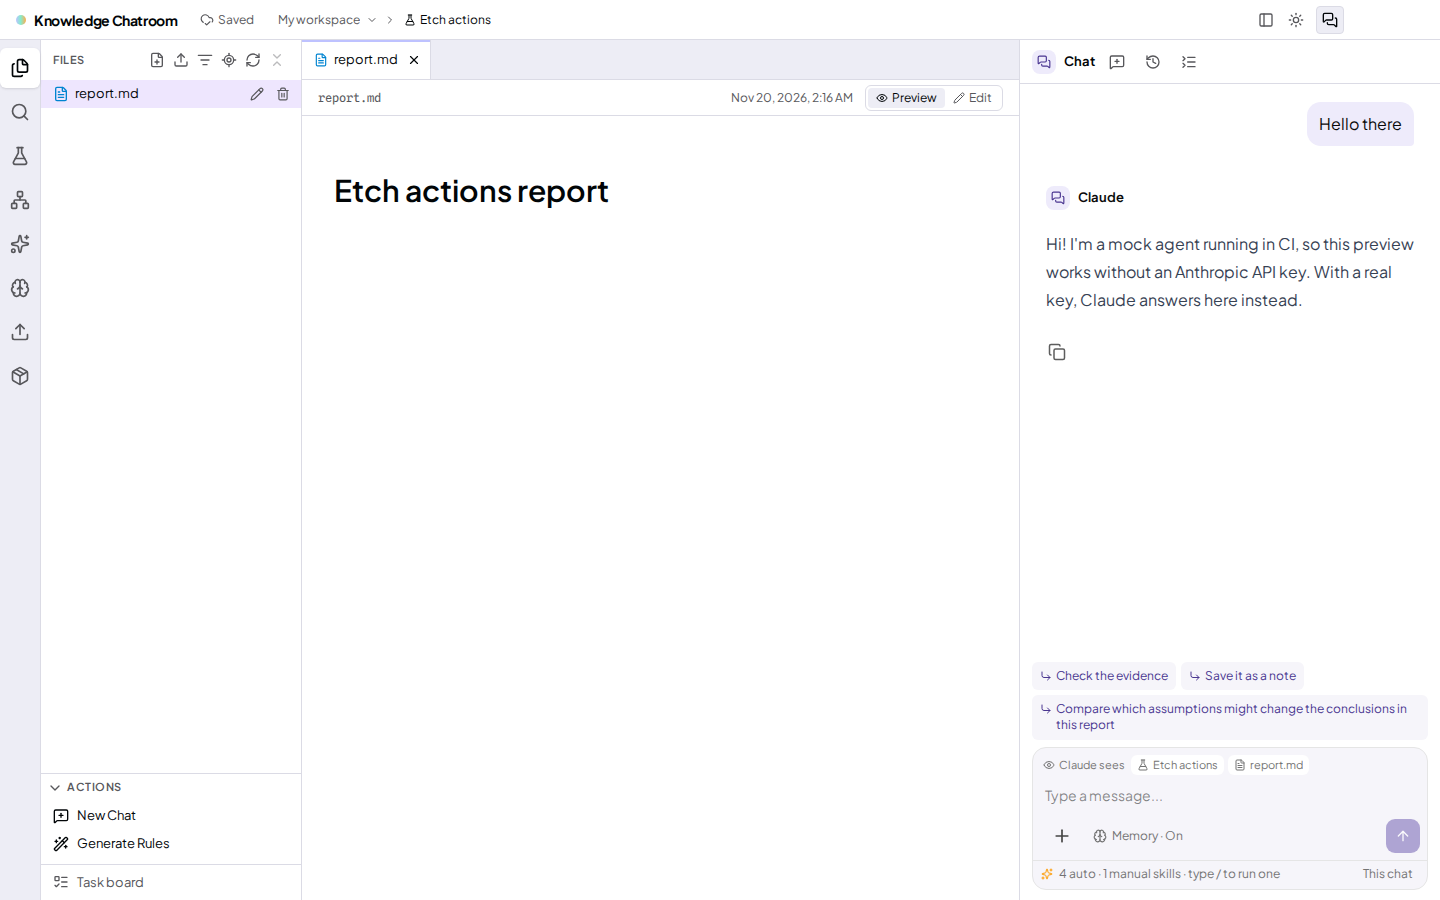 Knowledge Chatroom
Saved
My workspace
Etch actions
FILES
report.md
report.md
report.md
Nov 20, 2026, 2:16 AM
Preview
Edit
Etch actions report
ACTIONS
New Chat
Generate Rules
Task board
Chat
Hello there
Claude
Hi! I'm a mock agent running in CI, so this preview
works without an Anthropic API key. With a real
key, Claude answers here instead.
Check the evidence
Save it as a note
Compare which assumptions might change the conclusions in
this report
Claude sees
Etch actions
report.md
Type a message...
Memory · On
4 auto · 1 manual skills · type / to run one
This chat